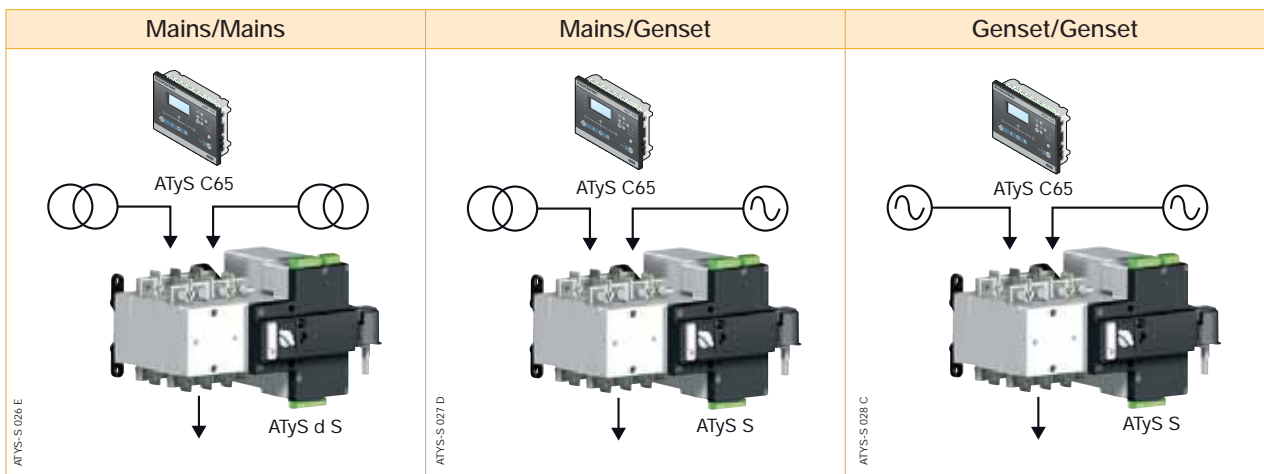 Mains/Mains
Mains/Genset
Genset/Genset
ATyS C65
ATyS C65
ATyS C65
ATyS d S
ATyS S
ATyS S
ATYS-S 026 E
ATYS-S 027 D
ATYS-S 028 C